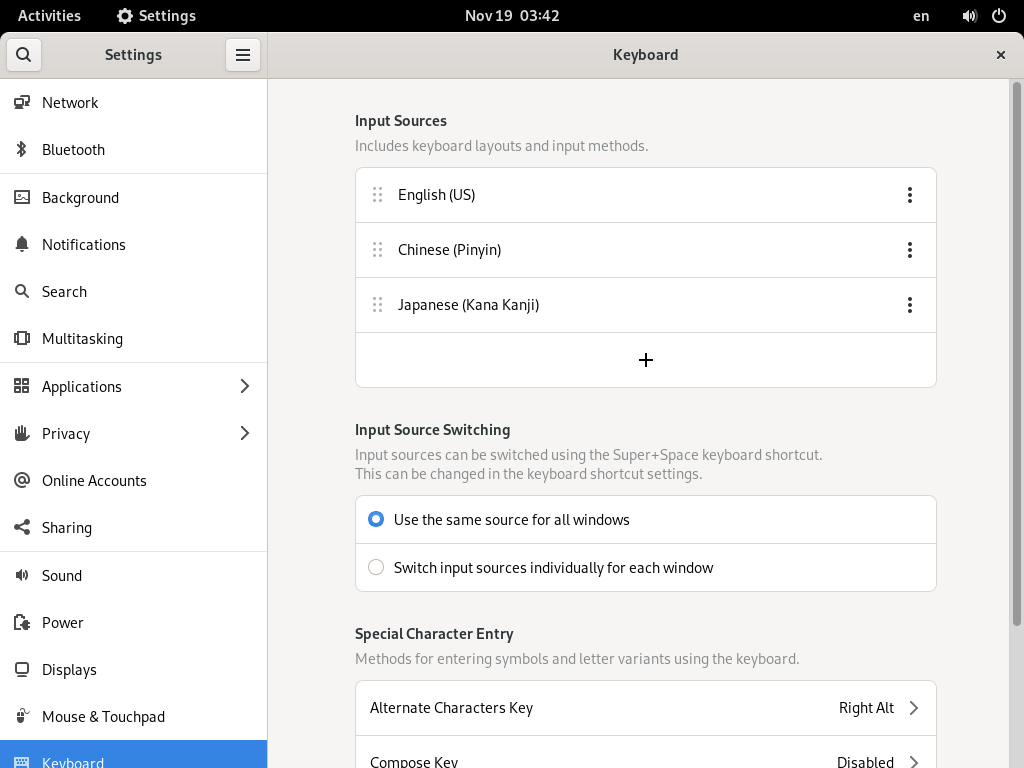 Activities
Settings
Nov 19 03:42
en
Settings
Keyboard
Network
Bluetooth
Background
Notifications
Search
Multitasking
Applications
Privacy
Online Accounts
Sharing
Sound
Power
Displays
Mouse & Touchpad
Keyboard
Input Sources
Includes keyboard layouts and input methods.
English (US)
Chinese (Pinyin)
Japanese (Kana Kanji)
Input Source Switching
Input sources can be switched using the Super+Space keyboard shortcut.
This can be changed in the keyboard shortcut settings.
Use the same source for all windows
Switch input sources individually for each window
Special Character Entry
Methods for entering symbols and letter variants using the keyboard.
Alternate Characters Key Right Alt
Compose Key Disabled